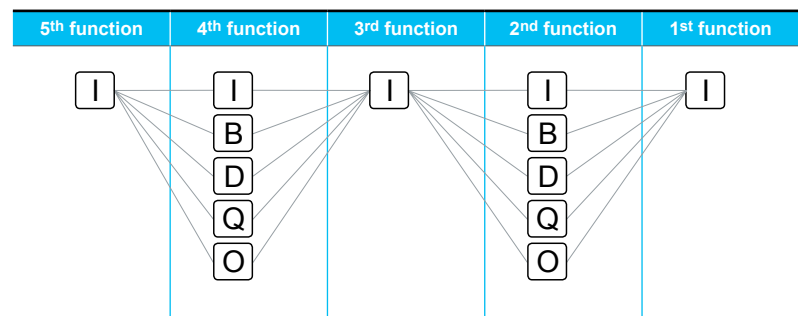 5th function 4th function 3rd function 2nd function 1st function
I I I I I
B B
D D
Q Q
O O